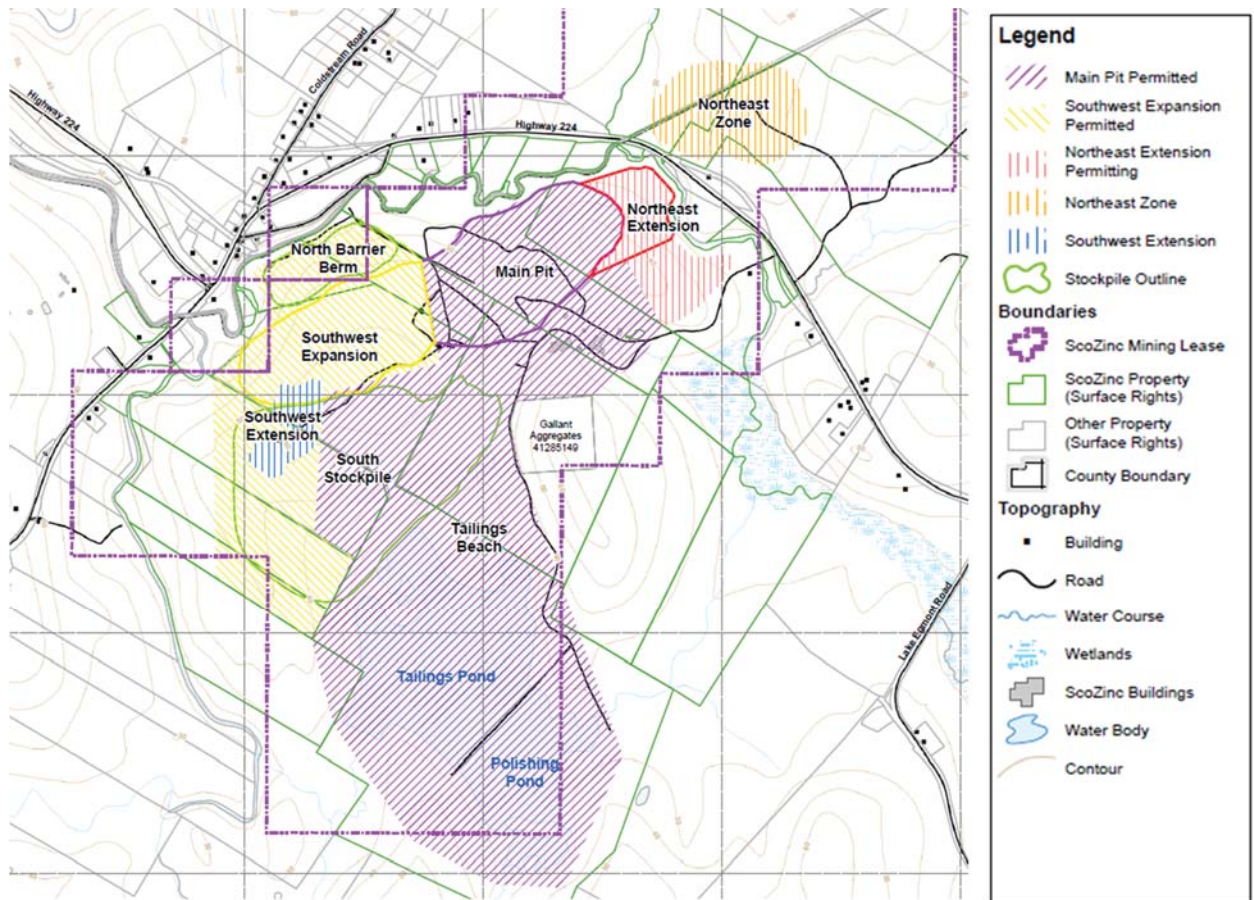 Coldstream Road
Highway 224
Highway 224
Northeast
Zone
Northeast
Extension
North Barrier
Berm
Main Pit
Southwest
Expansion
Southwest
Extension
South
Stockpile
Gallant
Aggregates
41285149
Tailings
Beach
Tailings Pond
Polishing
Pond
Lake Egmont Road
Legend
Main Pit Permitted
Southwest Expansion
Permitted
Northeast Extension
Permitting
Northeast Zone
Southwest Extension
Stockpile Outline
Boundaries
ScoZinc Mining Lease
ScoZinc Property
(Surface Rights)
Other Property
(Surface Rights)
County Boundary
Topography
Building
Road
Water Course
Wetlands
ScoZinc Buildings
Water Body
Contour